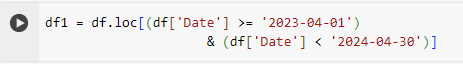 df1 = df.loc[(df['Date'] >= '2023-04-01')
& (df['Date'] < '2024-04-30')]